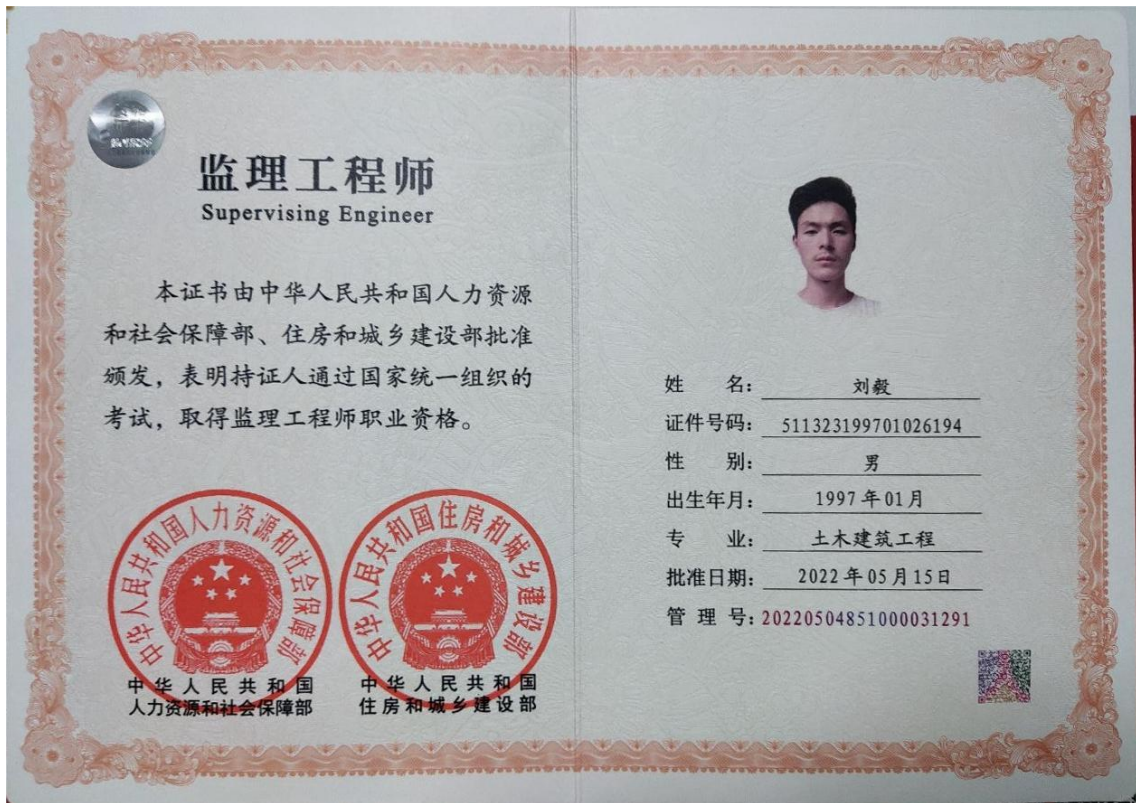 监理工程师
Supervising Engineer
本证书由中华人民共和国人力资源
和社会保障部、住房和城乡建设部批准
颁发，表明持证人通过国家统一组织的
考试，取得监理工程师职业资格。
中华人民共和国人力资源和社会保障部
中华人民共和国住房和城乡建设部
中华人民共和国
人力资源和社会保障部
中华人民共和国
住房和城乡建设部
姓 名：刘毅
证件号码：511323199701026194
性 别：男
出生年月：1997年01月
专 业：土木建筑工程
批准日期：2022年05月15日
管 理 号：20220504851000031291